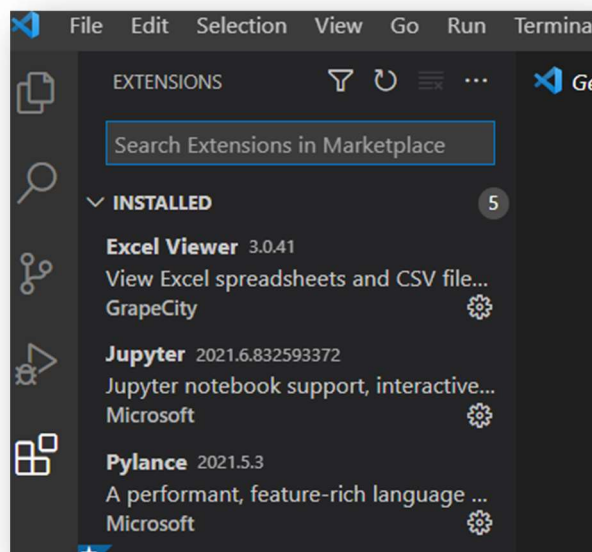 File Edit Selection View Go Run Termina
EXTENSIONS
Ge
Search Extensions in Marketplace
INSTALLED 5
Excel Viewer 3.0.41
View Excel spreadsheets and CSV file...
GrapeCity
Jupyter 2021.6.832593372
Jupyter notebook support, interactive...
Microsoft
Pylance 2021.5.3
A performant, feature-rich language ...
Microsoft